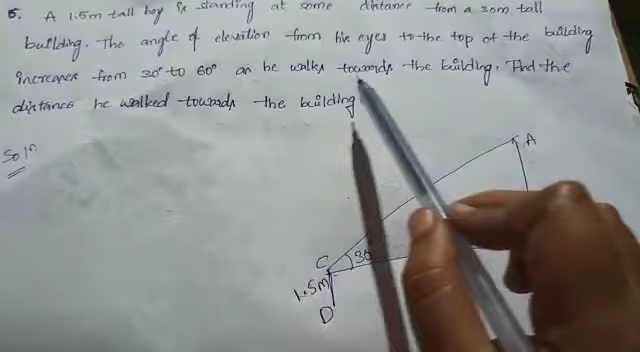 5. A 1.5m tall boy is standing at some distance from a 30m tall
building. The angle of elevation from his eyes to the top of the building
increases from 30° to 60° as he walks towards the building. Find the
distance he walked towards the building
Soln
A
C 30
1.5m
D